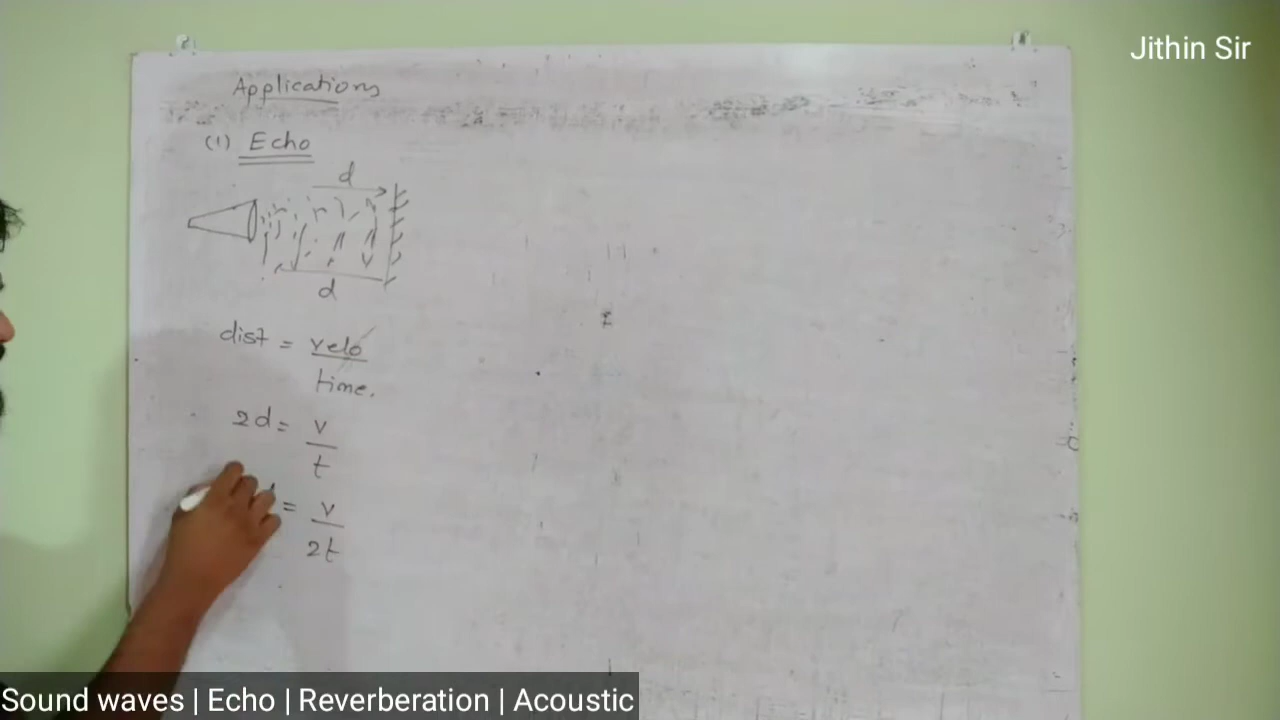 Jithin Sir
Applications
(1) Echo
d
d
dist = velo
time.
2d = v
t
= v
2t
Sound waves | Echo | Reverberation | Acoustic